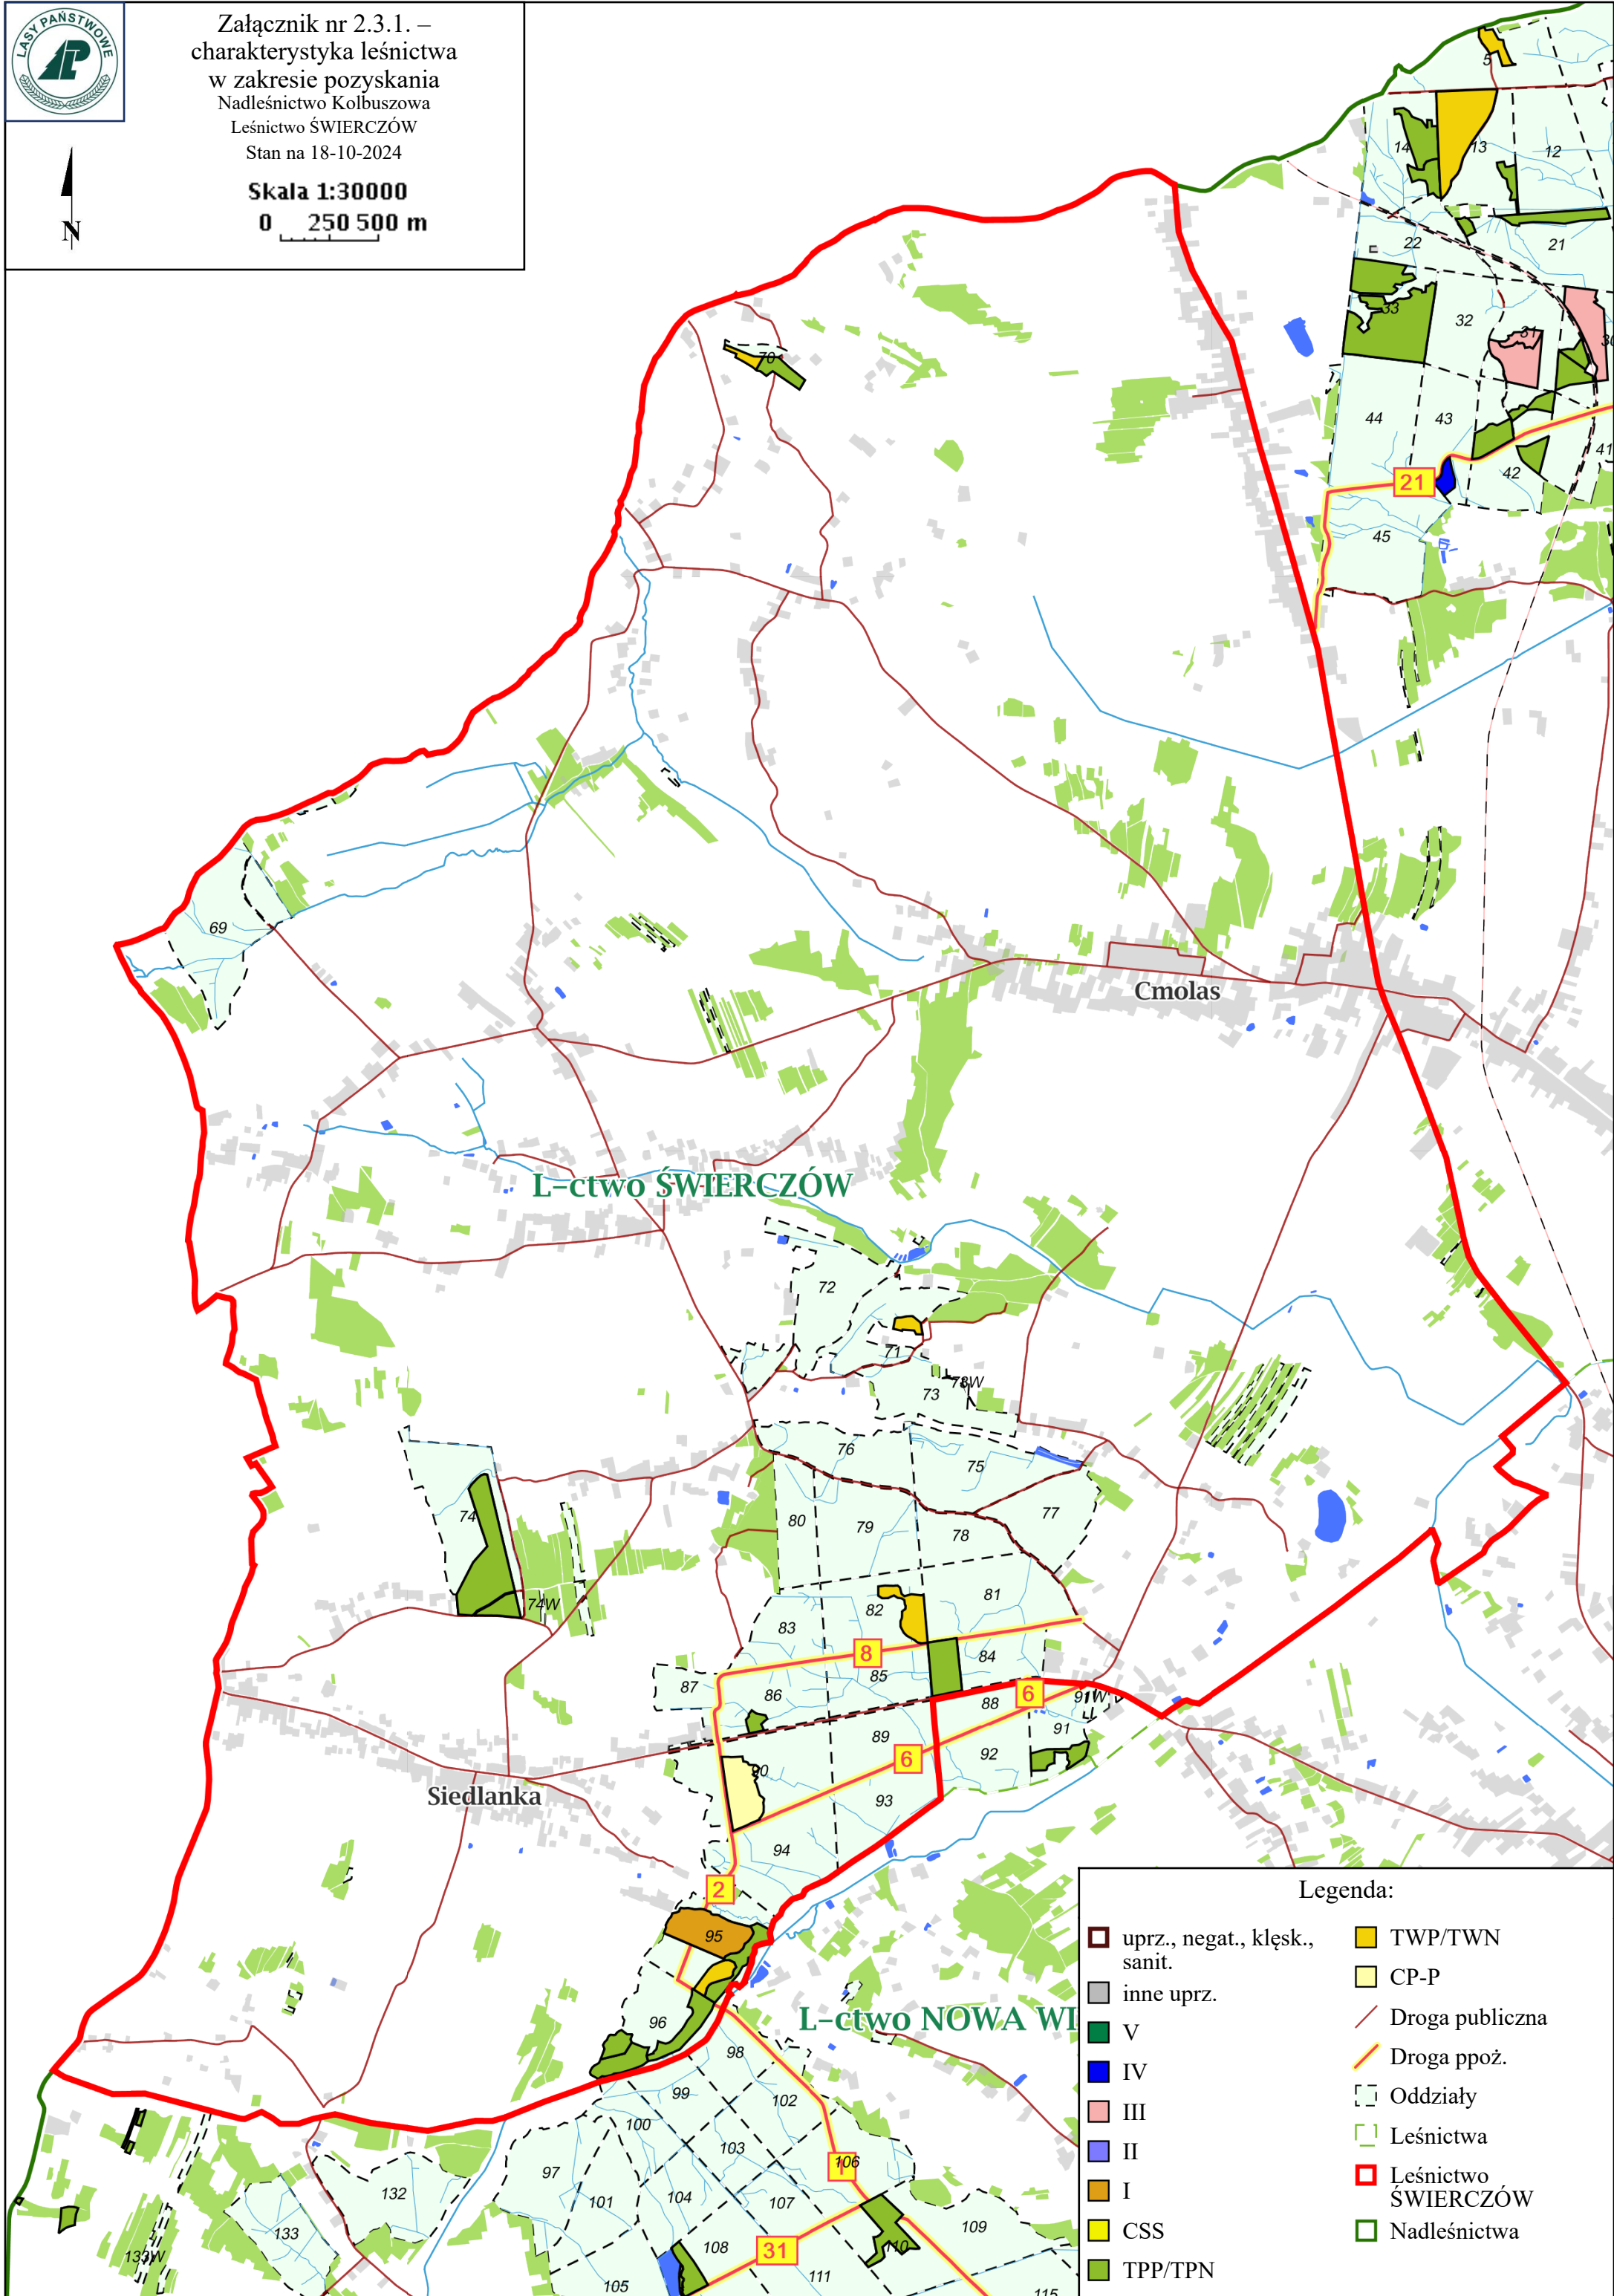 LASY PAŃSTWOWE
Załącznik nr 2.3.1. –
charakterystyka leśnictwa
w zakresie pozyskania
Nadleśnictwo Kolbuszowa
Leśnictwo ŚWIERCZÓW
Stan na 18-10-2024
Skala 1:30000
0 250 500 m
N
5
14
13
12
22
21
33
32
31
30
70
44
43
41
42
21
45
69
Cmolas
L-ctwo ŚWIERCZÓW
72
71
73
73W
76
75
74
80
79
78
77
74W
82
81
83
8
84
85
87
86
6
88
91W
89
91
90
6
92
Siedlanka
93
94
2
95
96
L-ctwo NOWA WI
98
99
102
100
103
97
106
132
101
104
107
133
109
108
31
110
133W
105
111
115
Legenda:
uprz., negat., klęsk.,
sanit.
inne uprz.
V
IV
III
II
I
CSS
TPP/TPN
TWP/TWN
CP-P
Droga publiczna
Droga ppoż.
Oddziały
Leśnictwa
Leśnictwo
ŚWIERCZÓW
Nadleśnictwa